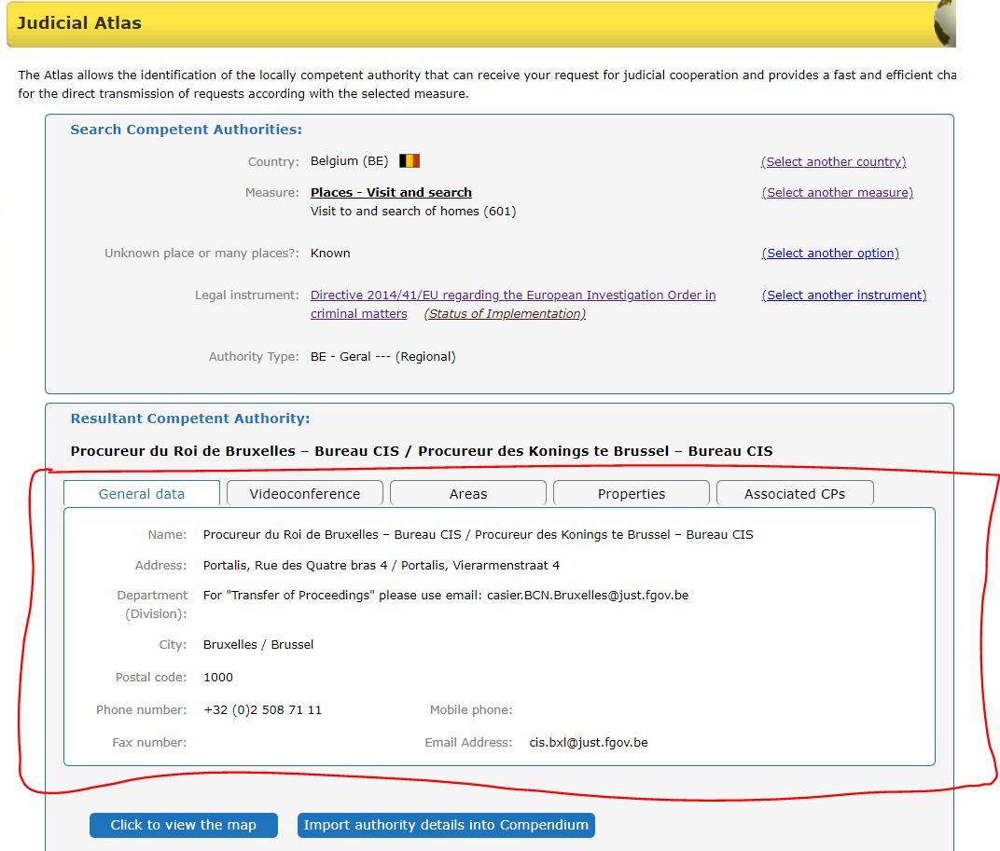 Judicial Atlas
The Atlas allows the identification of the locally competent authority that can receive your request for judicial cooperation and provides a fast and efficient cha
for the direct transmission of requests according with the selected measure.
Search Competent Authorities:
Country: Belgium (BE) (Select another country)
Measure: Places - Visit and search (Select another measure)
Visit to and search of homes (601)
Unknown place or many places?: Known (Select another option)
Legal instrument: Directive 2014/41/EU regarding the European Investigation Order in (Select another instrument)
criminal matters (Status of Implementation)
Authority Type: BE - Geral --- (Regional)
Resultant Competent Authority:
Procureur du Roi de Bruxelles – Bureau CIS / Procureur des Konings te Brussel – Bureau CIS
General data Videoconference Areas Properties Associated CPs
Name: Procureur du Roi de Bruxelles – Bureau CIS / Procureur des Konings te Brussel – Bureau CIS
Address: Portalis, Rue des Quatre bras 4 / Portalis, Vierarmenstraat 4
Department For "Transfer of Proceedings" please use email: casier.BCN.Bruxelles@just.fgov.be
(Division):
City: Bruxelles / Brussel
Postal code: 1000
Phone number: +32 (0)2 508 71 11 Mobile phone:
Fax number: Email Address: cis.bxl@just.fgov.be
Click to view the map Import authority details into Compendium